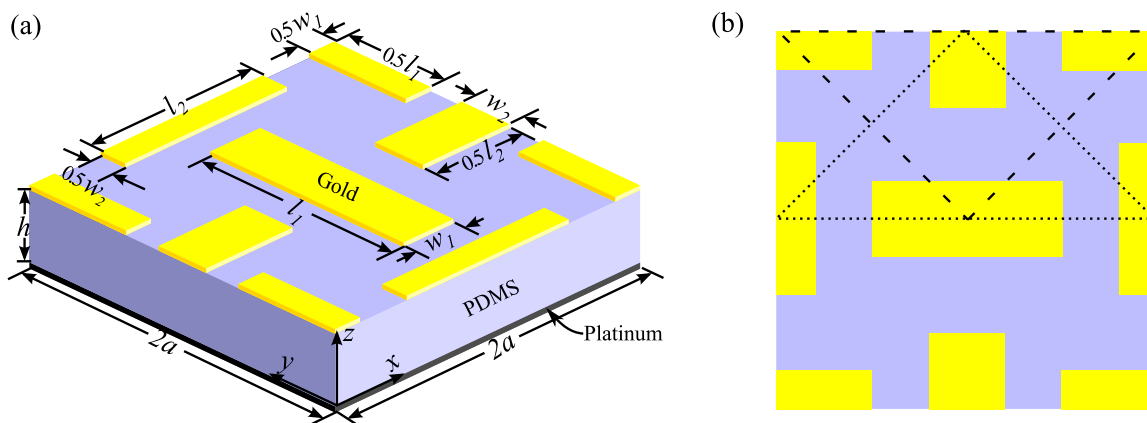 (a)
(b)
0.5w₁
0.5l₁
l₂
w₂
0.5l₂
Gold
0.5w₂
l₁
w₁
h
PDMS
Platinum
z
y
x
2a
2a